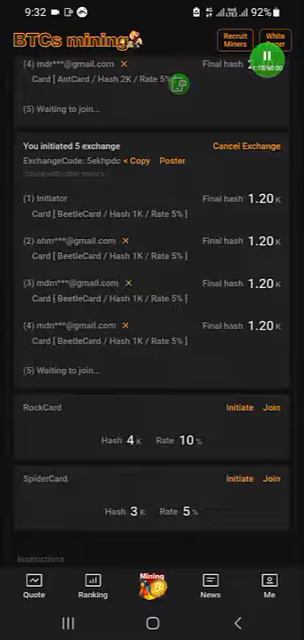 9:32
92%
BTCs mining
Recruit Miners
White
(4) mdr***@gmail.com ×
Final hash
Card [ AntCard / Hash 2K / Rate 5%
(5) Waiting to join...
You initiated 5 exchange
Cancel Exchange
ExchangeCode: 5ekhpdc < Copy Poster
(1) Initiator
Final hash 1.20 K
Card [ BeetleCard / Hash 1K / Rate 5% ]
(2) ahm***@gmail.com ×
Final hash 1.20 K
Card [ BeetleCard / Hash 1K / Rate 5% ]
(3) mdm***@gmail.com ×
Final hash 1.20 K
Card [ BeetleCard / Hash 1K / Rate 5% ]
(4) mdn***@gmail.com ×
Final hash 1.20 K
Card [ BeetleCard / Hash 1K / Rate 5% ]
(5) Waiting to join...
RockCard
Initiate Join
Hash 4 K Rate 10 %
SpiderCard
Initiate Join
Hash 3 K Rate 5 %
Instructions
Mining
Quote Ranking News Me